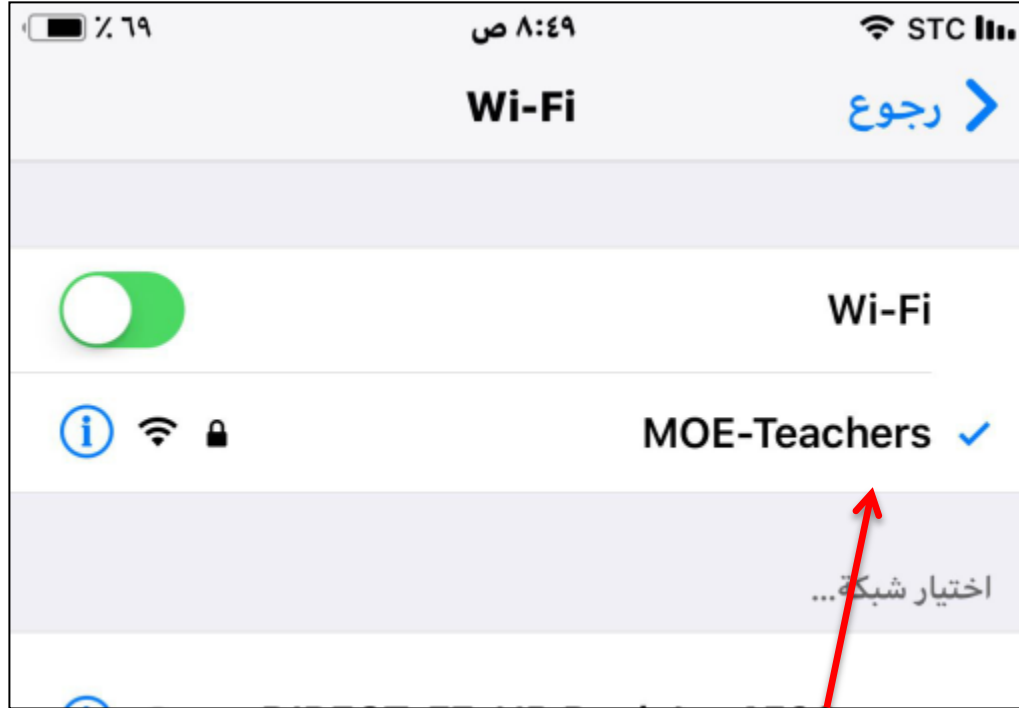 STC ٨:٤٩ ص ٦٩ ٪
رجوع Wi-Fi
Wi-Fi
MOE-Teachers
اختيار شبكة...